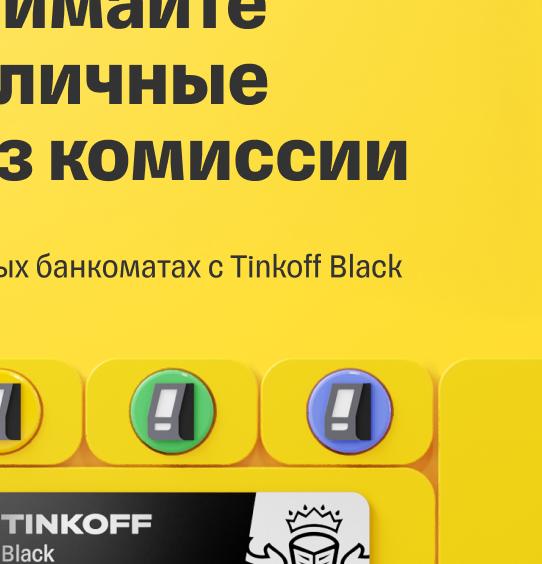 имайте
личные
з комиссии
ых банкоматах с Tinkoff Black
TINKOFF
Black